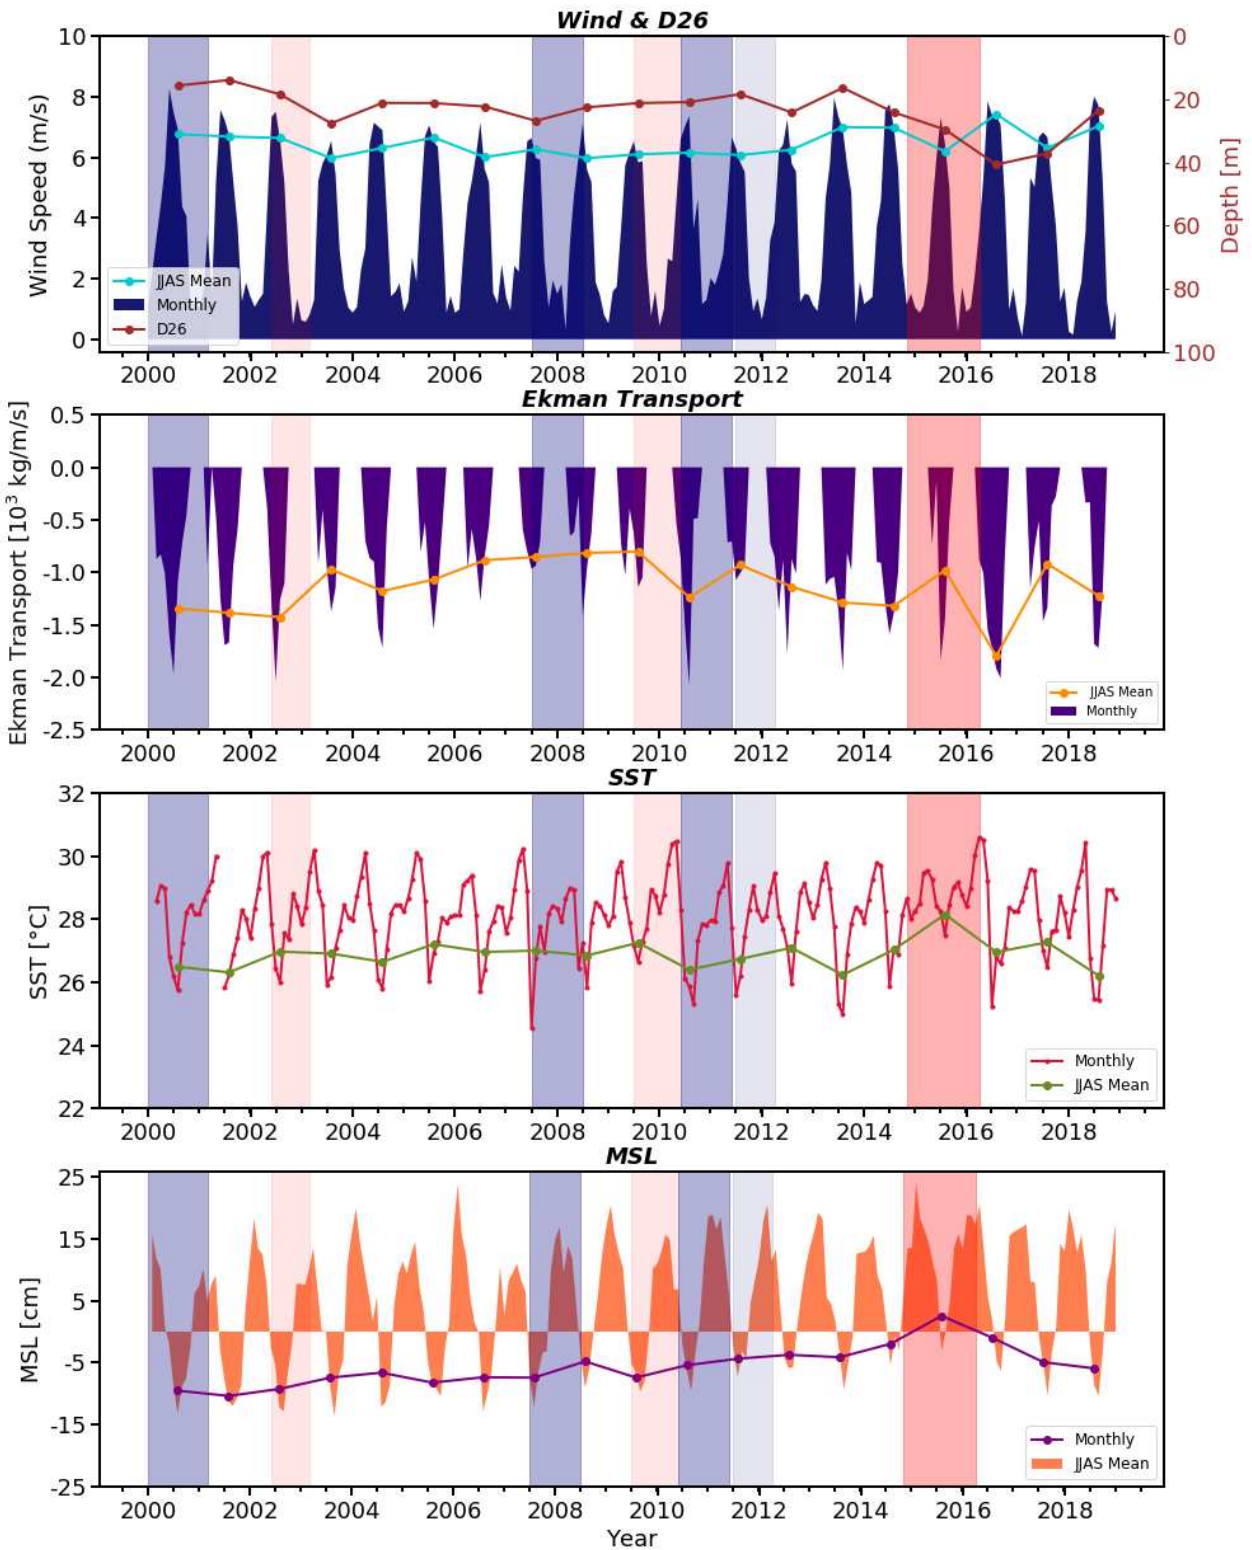 Wind & D26
10
8
6
4
2
0
Wind Speed (m/s)
0
20
40
60
80
100
Depth [m]
JJAS Mean
Monthly
D26
2000 2002 2004 2006 2008 2010 2012 2014 2016 2018
Ekman Transport
0.5
0.0
-0.5
-1.0
-1.5
-2.0
-2.5
Ekman Transport [10³ kg/m/s]
JJAS Mean
Monthly
2000 2002 2004 2006 2008 2010 2012 2014 2016 2018
SST
32
30
28
26
24
22
SST [°C]
Monthly
JJAS Mean
2000 2002 2004 2006 2008 2010 2012 2014 2016 2018
MSL
25
15
5
-5
-15
-25
MSL [cm]
Monthly
JJAS Mean
2000 2002 2004 2006 2008 2010 2012 2014 2016 2018
Year